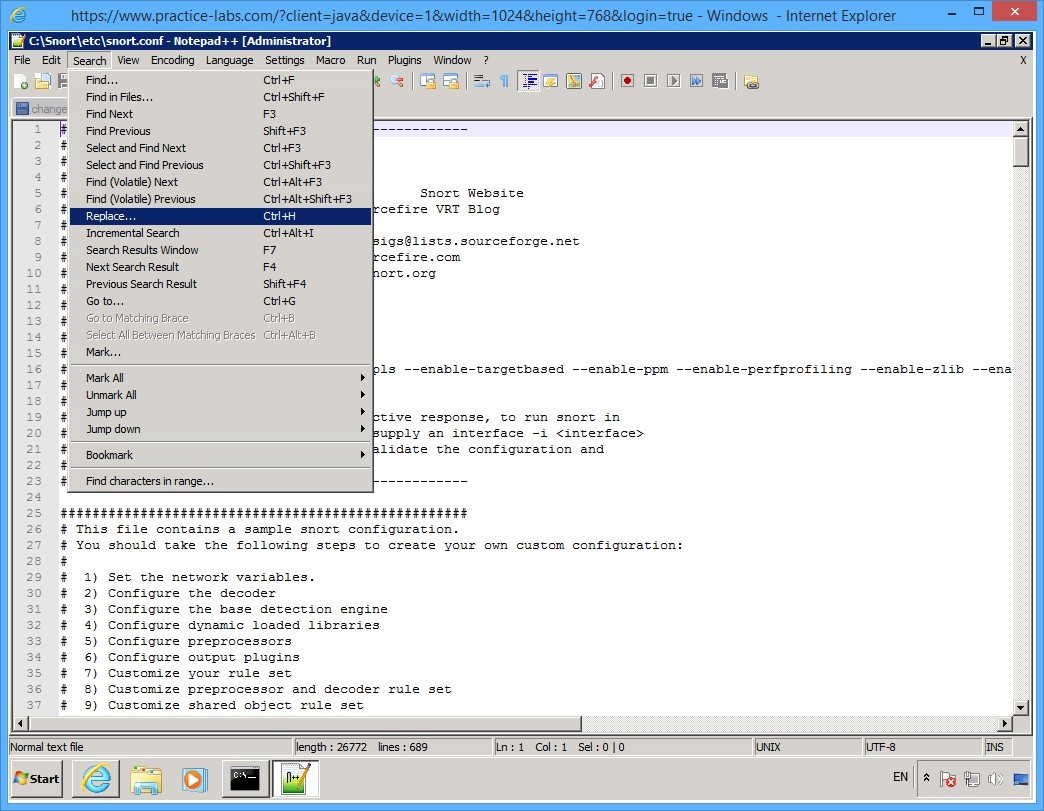 https://www.practice-labs.com/?client=java&device=1&width=1024&height=768&login=true - Windows - Internet Explorer
C:\Snort\etc\snort.conf - Notepad++ [Administrator]
File Edit Search View Encoding Language Settings Macro Run Plugins Window ? X
change
Find... Ctrl+F
Find in Files... Ctrl+Shift+F
Find Next F3
Find Previous Shift+F3
Select and Find Next Ctrl+F3
Select and Find Previous Ctrl+Shift+F3
Find (Volatile) Next Ctrl+Alt+F3
Find (Volatile) Previous Ctrl+Alt+Shift+F3
Replace... Ctrl+H
Incremental Search Ctrl+Alt+I
Search Results Window F7
Next Search Result F4
Previous Search Result Shift+F4
Go to... Ctrl+G
Go to Matching Brace Ctrl+B
Select All Between Matching Braces Ctrl+Alt+B
Mark...
Mark All
Unmark All
Jump up
Jump down
Bookmark
Find characters in range...
1 # ------------
2 #
3 #
4 #
5 # Snort Website
6 # rcefire VRT Blog
7 #
8 # sigs@lists.sourceforge.net
9 # rcefire.com
10 # nort.org
11 #
12 #
13 #
14 #
15 #
16 # pls --enable-targetbased --enable-ppm --enable-perfprofiling --enable-zlib --ena
17 #
18 #
19 # ctive response, to run snort in
20 # supply an interface -i <interface>
21 # alidate the configuration and
22 #
23 # ------------
24
25 ###################################################
26 # This file contains a sample snort configuration.
27 # You should take the following steps to create your own custom configuration:
28 #
29 # 1) Set the network variables.
30 # 2) Configure the decoder
31 # 3) Configure the base detection engine
32 # 4) Configure dynamic loaded libraries
33 # 5) Configure preprocessors
34 # 6) Configure output plugins
35 # 7) Customize your rule set
36 # 8) Customize preprocessor and decoder rule set
37 # 9) Customize shared object rule set
Normal text file length : 26772 lines : 689 Ln : 1 Col : 1 Sel : 0 | 0 UNIX UTF-8 INS
Start C:\ n++ EN